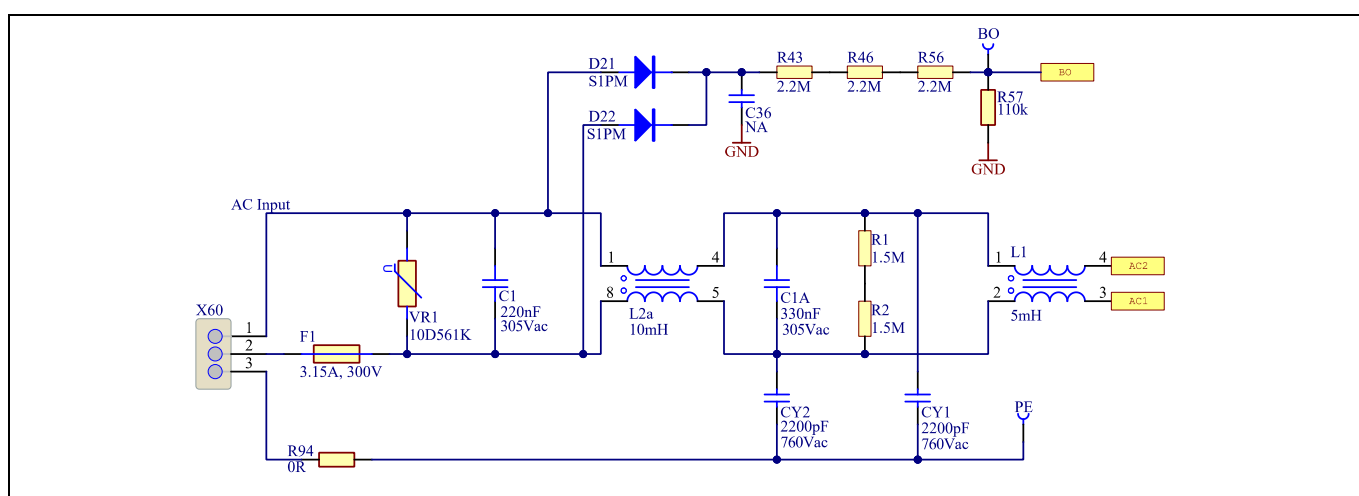 BO
D21
S1PM
R43
2.2M
R46
2.2M
R56
2.2M
BO
D22
S1PM
C36
NA
GND
R57
110k
GND
AC Input
1
4
8
5
L2a
10mH
C1
220nF
305Vac
VR1
10D561K
U
C1A
330nF
305Vac
R1
1.5M
R2
1.5M
L1
1
4
2
3
5mH
AC2
AC1
X60
1
2
3
F1
3.15A, 300V
CY2
2200pF
760Vac
CY1
2200pF
760Vac
PE
R94
0R